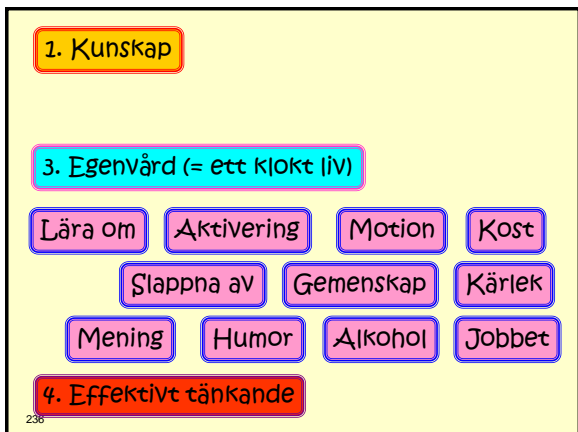 1. Kunskap
3. Egenvård (= ett klokt liv)
Lära om Aktivering Motion Kost
Slappna av Gemenskap Kärlek
Mening Humor Alkohol Jobbet
4. Effektivt tänkande
236